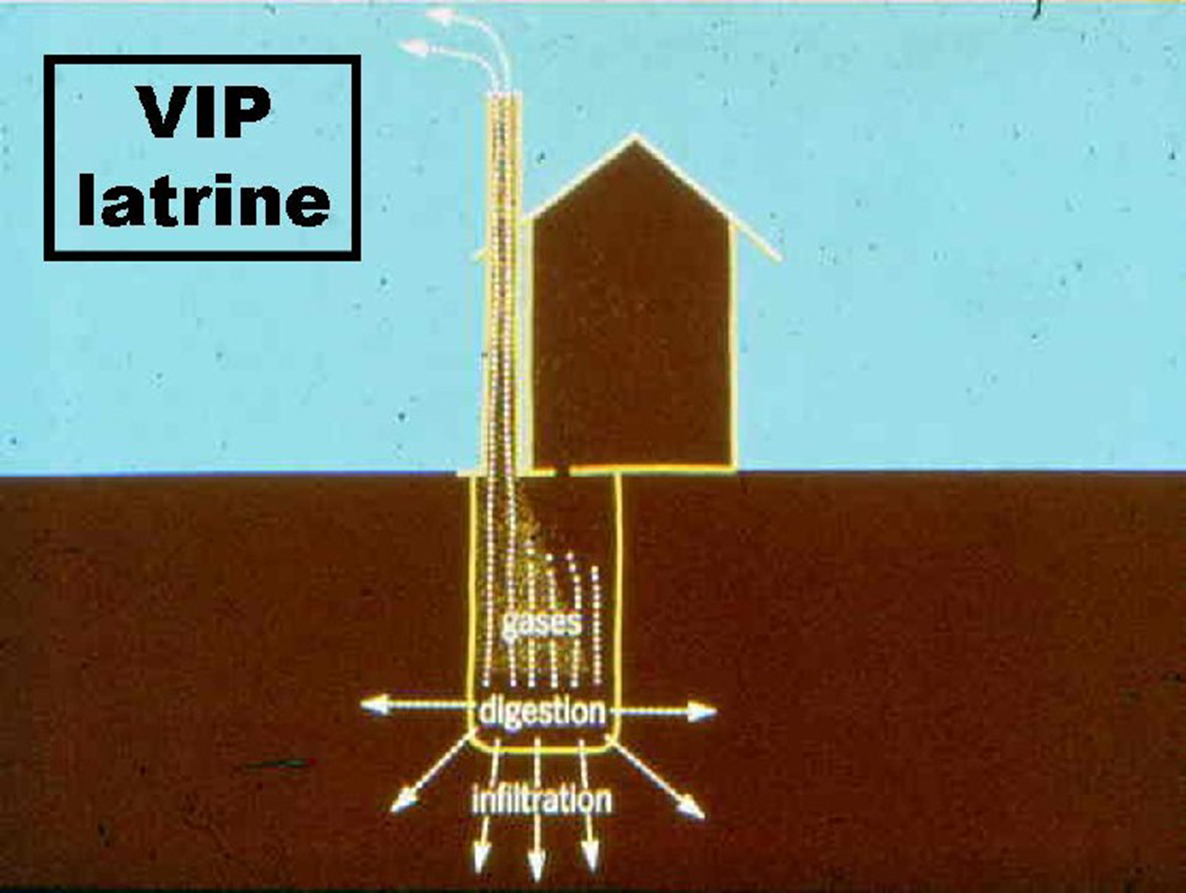 VIP
latrine
gases
digestion
infiltration